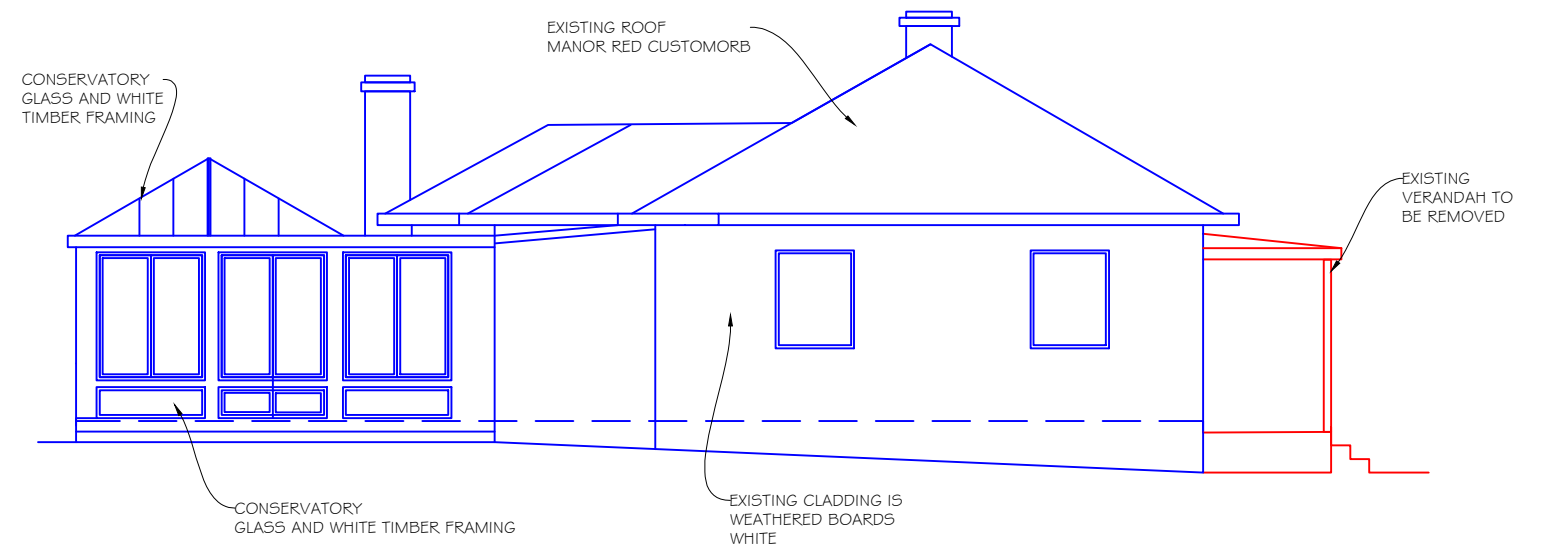 EXISTING ROOF
MANOR RED CUSTOMORB
CONSERVATORY
GLASS AND WHITE
TIMBER FRAMING
EXISTING
VERANDAH TO
BE REMOVED
CONSERVATORY
GLASS AND WHITE TIMBER FRAMING
EXISTING CLADDING IS
WEATHERED BOARDS
WHITE